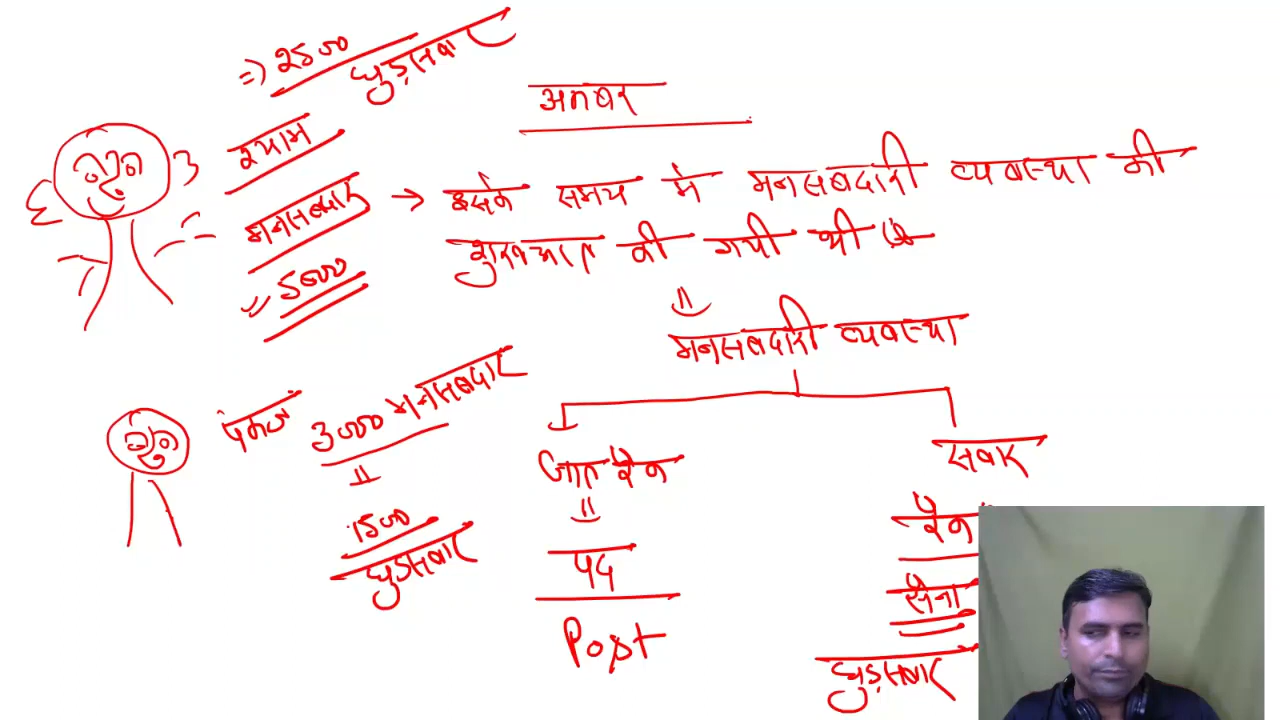 =) 2500
घुड़सवार
अकबर
श्याम
मनसबदार
= 5000
→ इसके समय में मनसबदारी व्यवस्था की
शुरुआत की गयी थी
मनसबदारी व्यवस्था
पंकज
3000 मनसबदार
=
1500
घुड़सवार
जात रैंक
=
पद
Post
सवार
रैंक
सेना
घुड़सवार